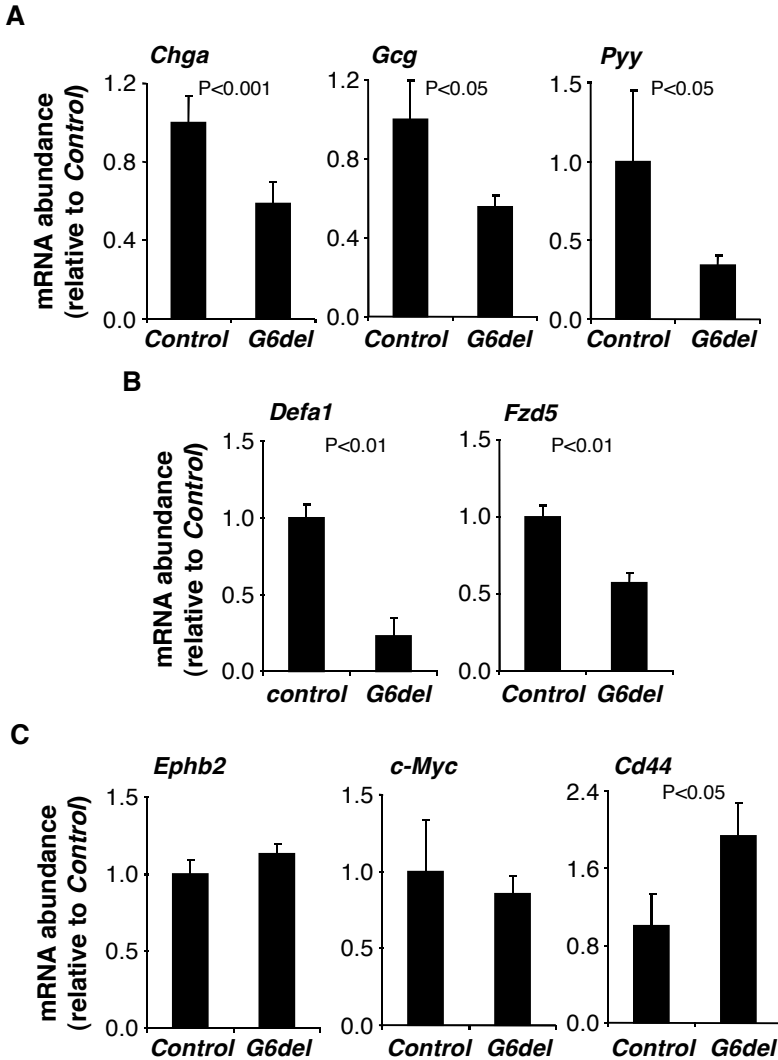 A
Chga
Gcg
Pyy
mRNA abundance
(relative to Control)
1.2
0.8
0.4
0.0
P<0.001
Control G6del
1.2
0.8
0.4
0.0
P<0.05
Control G6del
1.5
1.0
0.5
0.0
P<0.05
Control G6del
B
Defa1
Fzd5
mRNA abundance
(relative to Control)
1.5
1.0
0.5
0.0
P<0.01
control G6del
1.5
1.0
0.5
0.0
P<0.01
Control G6del
C
Ephb2
c-Myc
Cd44
mRNA abundance
(relative to Control)
1.5
1.0
0.5
0.0
Control G6del
1.5
1.0
0.5
0.0
Control G6del
2.4
1.6
0.8
0.0
P<0.05
Control G6del